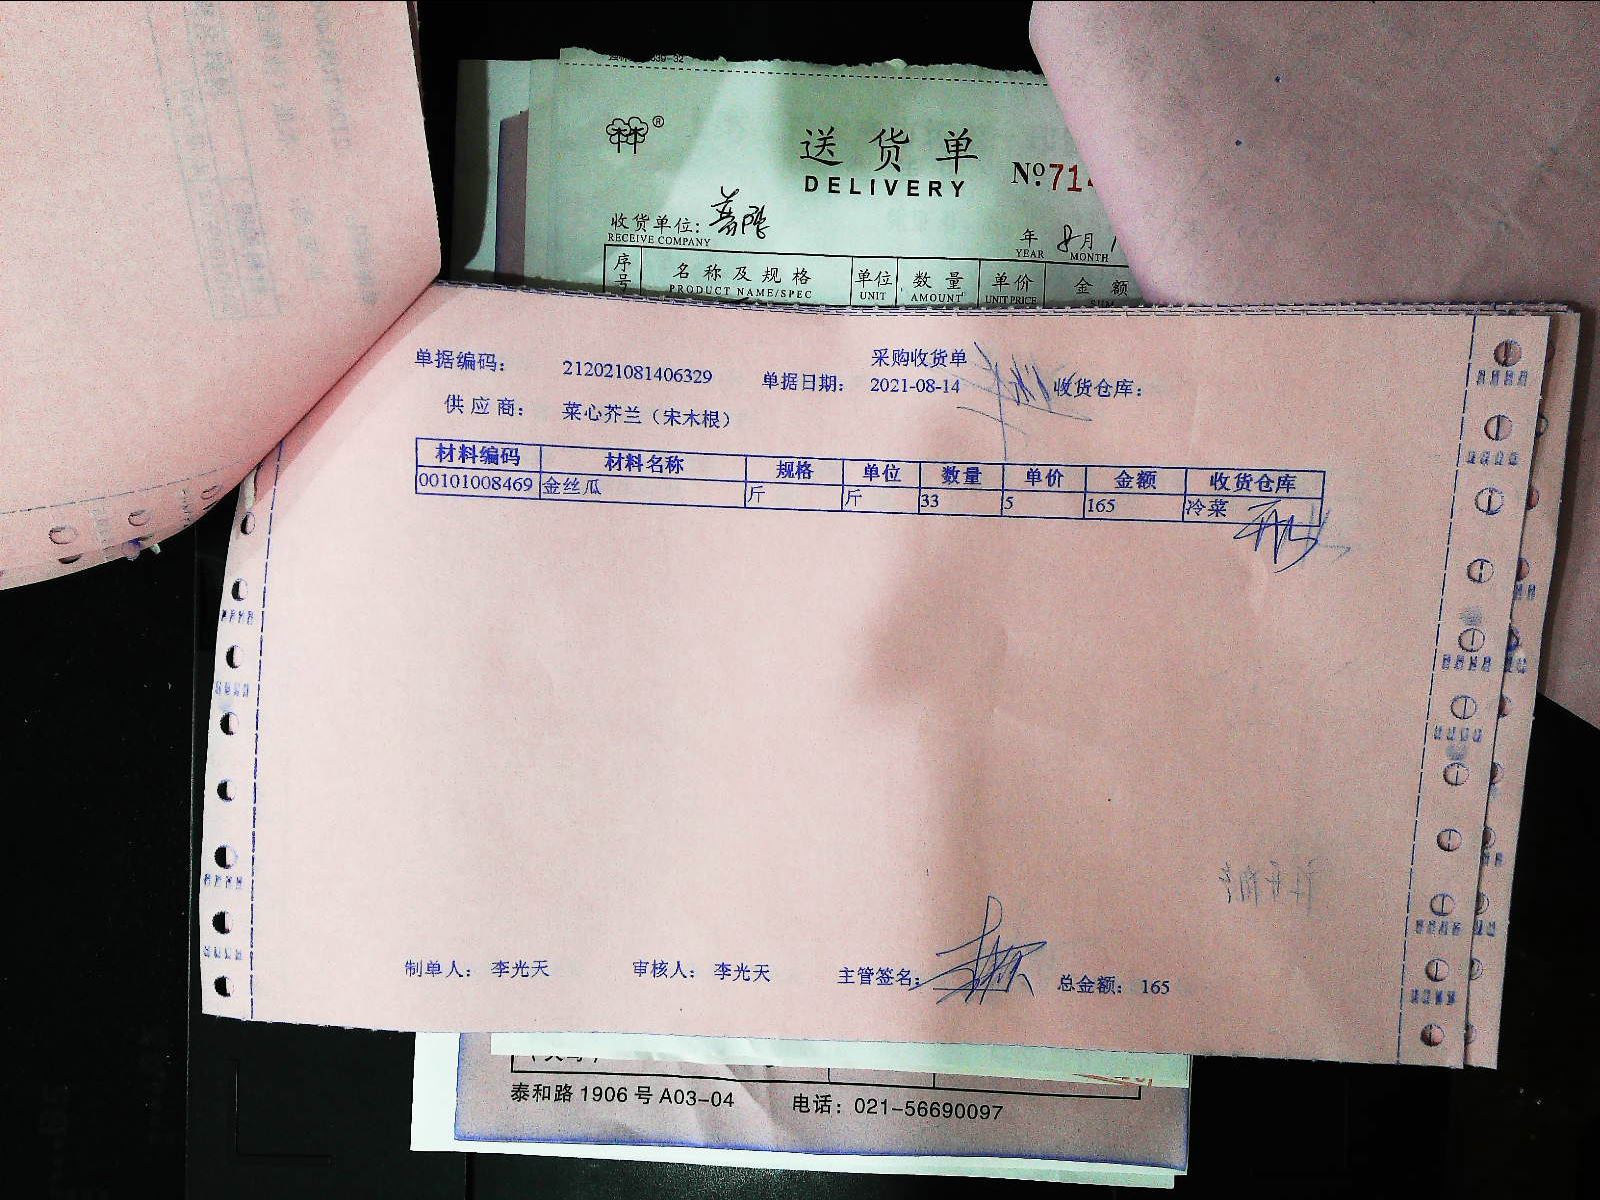 送货单
DELIVERY
№:71
收货单位:
RECEIVE COMPANY
年 8月
YEAR MONTH
序号 名称及规格 单位 数量 单价 金额
PRODUCT NAME/SPEC UNIT AMOUNT UNIT PRICE SUM
采购收货单
单据编码: 212021081406329 单据日期: 2021-08-14 收货仓库:
供应商: 菜心芥兰（宋木根）
材料编码 材料名称 规格 单位 数量 单价 金额 收货仓库
00101008469 金丝瓜 斤 斤 33 5 165 冷菜
制单人: 李光天 审核人: 李光天 主管签名: 总金额: 165
泰和路1906号A03-04 电话: 021-56690097